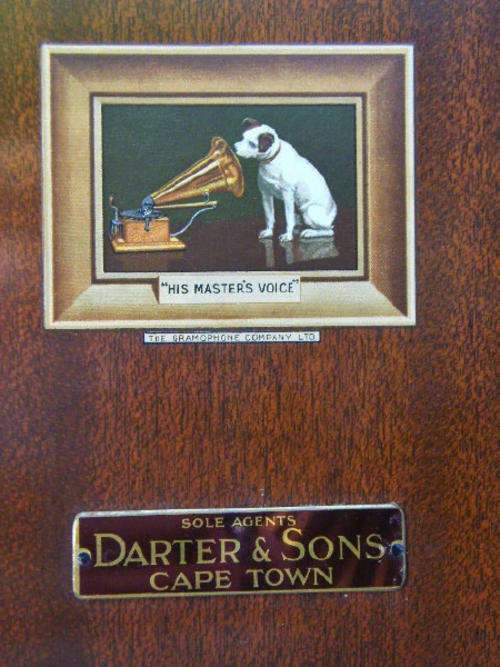 "HIS MASTER'S VOICE"
THE GRAMOPHONE COMPANY LTD
SOLE AGENTS
DARTER & SONS
CAPE TOWN